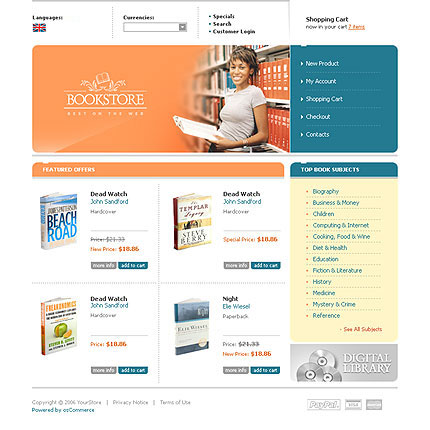 Languages:
Currencies:
Specials
Search
Customer Login
Shopping Cart
now in your cart 7 items
BOOKSTORE
BEST ON THE WEB
New Product
My Account
Shopping Cart
Checkout
Contacts
FEATURED OFFERS
JAMES PATTERSON
BEACH
ROAD
Dead Watch
John Sandford
Hardcover
Price: $21.33
New Price: $18.86
more info
add to cart
THE
TEMPLAR
Legacy
STEVE
BERRY
Dead Watch
John Sandford
Hardcover
Special Price: $18.86
more info
add to cart
FREAKONOMICS
Dead Watch
John Sandford
Hardcover
Price: $18.86
more info
add to cart
ELIE WIESEL
Night
Elie Wiesel
Paperback
Price: $21.33
New Price: $18.86
more info
add to cart
TOP BOOK SUBJECTS
Biography
Business & Money
Children
Computing & Internet
Cooking, Food & Wine
Diet & Health
Education
Fiction & Literature
History
Medicine
Mystery & Crime
Reference
See All Subjects
DIGITAL
LIBRARY
Copyright © 2006 YourStore | Privacy Notice | Terms of Use
Powered by osCommerce
PayPal